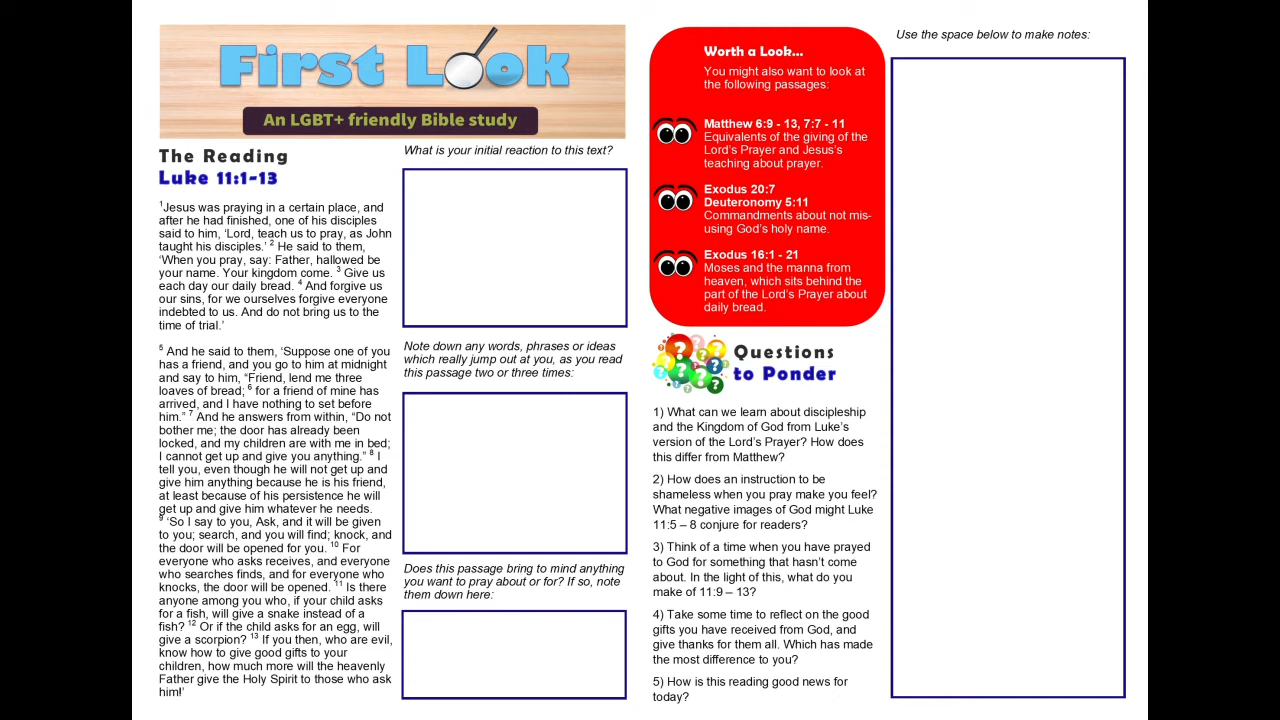 First Look
An LGBT+ friendly Bible study
The Reading
Luke 11:1-13
1Jesus was praying in a certain place, and
after he had finished, one of his disciples
said to him, ‘Lord, teach us to pray, as John
taught his disciples.’ 2 He said to them,
‘When you pray, say: Father, hallowed be
your name. Your kingdom come. 3 Give us
each day our daily bread. 4 And forgive us
our sins, for we ourselves forgive everyone
indebted to us. And do not bring us to the
time of trial.’
5 And he said to them, ‘Suppose one of you
has a friend, and you go to him at midnight
and say to him, “Friend, lend me three
loaves of bread; 6 for a friend of mine has
arrived, and I have nothing to set before
him.” 7 And he answers from within, “Do not
bother me; the door has already been
locked, and my children are with me in bed;
I cannot get up and give you anything.” 8 I
tell you, even though he will not get up and
give him anything because he is his friend,
at least because of his persistence he will
get up and give him whatever he needs.
9 ‘So I say to you, Ask, and it will be given
to you; search, and you will find; knock, and
the door will be opened for you. 10 For
everyone who asks receives, and everyone
who searches finds, and for everyone who
knocks, the door will be opened. 11 Is there
anyone among you who, if your child asks
for a fish, will give a snake instead of a
fish? 12 Or if the child asks for an egg, will
give a scorpion? 13 If you then, who are evil,
know how to give good gifts to your
children, how much more will the heavenly
Father give the Holy Spirit to those who ask
him!’
What is your initial reaction to this text?
Note down any words, phrases or ideas
which really jump out at you, as you read
this passage two or three times:
Does this passage bring to mind anything
you want to pray about or for? If so, note
them down here:
Worth a Look...
You might also want to look at
the following passages:
Matthew 6:9 - 13, 7:7 - 11
Equivalents of the giving of the
Lord’s Prayer and Jesus’s
teaching about prayer.
Exodus 20:7
Deuteronomy 5:11
Commandments about not mis-
using God’s holy name.
Exodus 16:1 - 21
Moses and the manna from
heaven, which sits behind the
part of the Lord’s Prayer about
daily bread.
Questions
to Ponder
1) What can we learn about discipleship
and the Kingdom of God from Luke’s
version of the Lord’s Prayer? How does
this differ from Matthew?
2) How does an instruction to be
shameless when you pray make you feel?
What negative images of God might Luke
11:5 – 8 conjure for readers?
3) Think of a time when you have prayed
to God for something that hasn’t come
about. In the light of this, what do you
make of 11:9 – 13?
4) Take some time to reflect on the good
gifts you have received from God, and
give thanks for them all. Which has made
the most difference to you?
5) How is this reading good news for
today?
Use the space below to make notes: